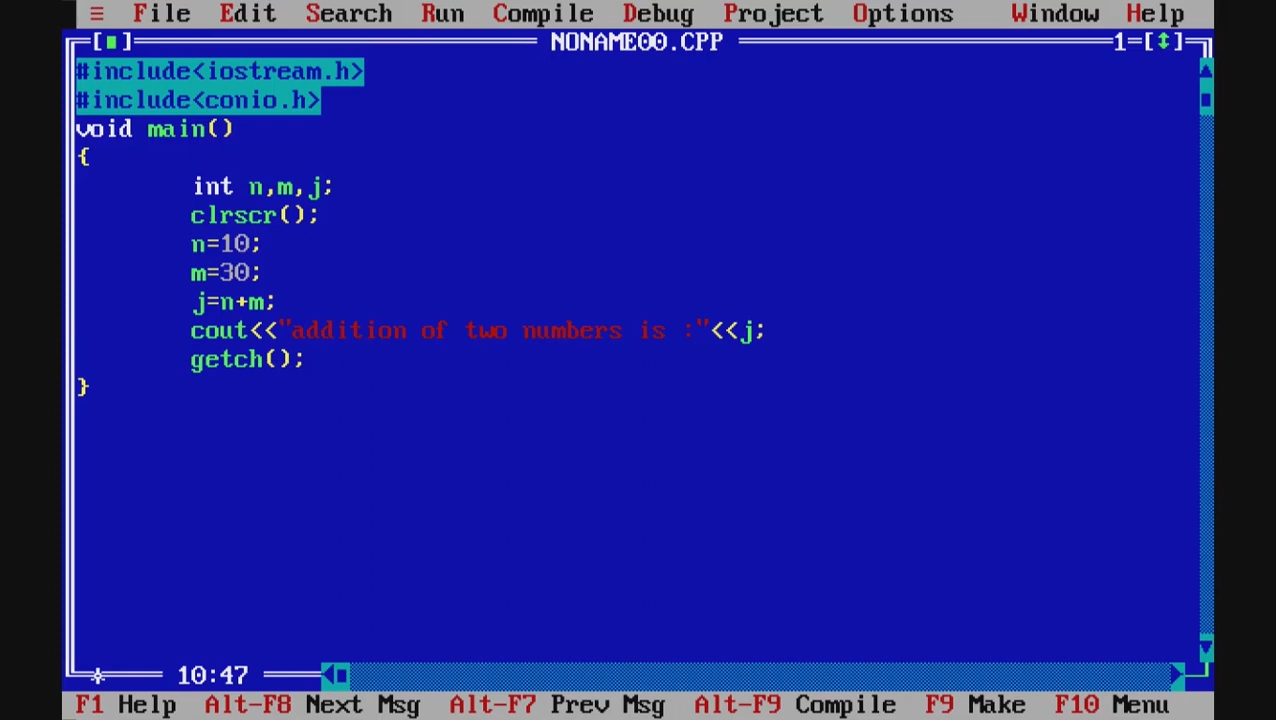 ≡ File Edit Search Run Compile Debug Project Options Window Help
[■] NONAME00.CPP 1=[↕]
#include<iostream.h>
#include<conio.h>
void main()
{
int n,m,j;
clrscr();
n=10;
m=30;
j=n+m;
cout<<"addition of two numbers is :"<<j;
getch();
}
* 10:47
F1 Help Alt-F8 Next Msg Alt-F7 Prev Msg Alt-F9 Compile F9 Make F10 Menu